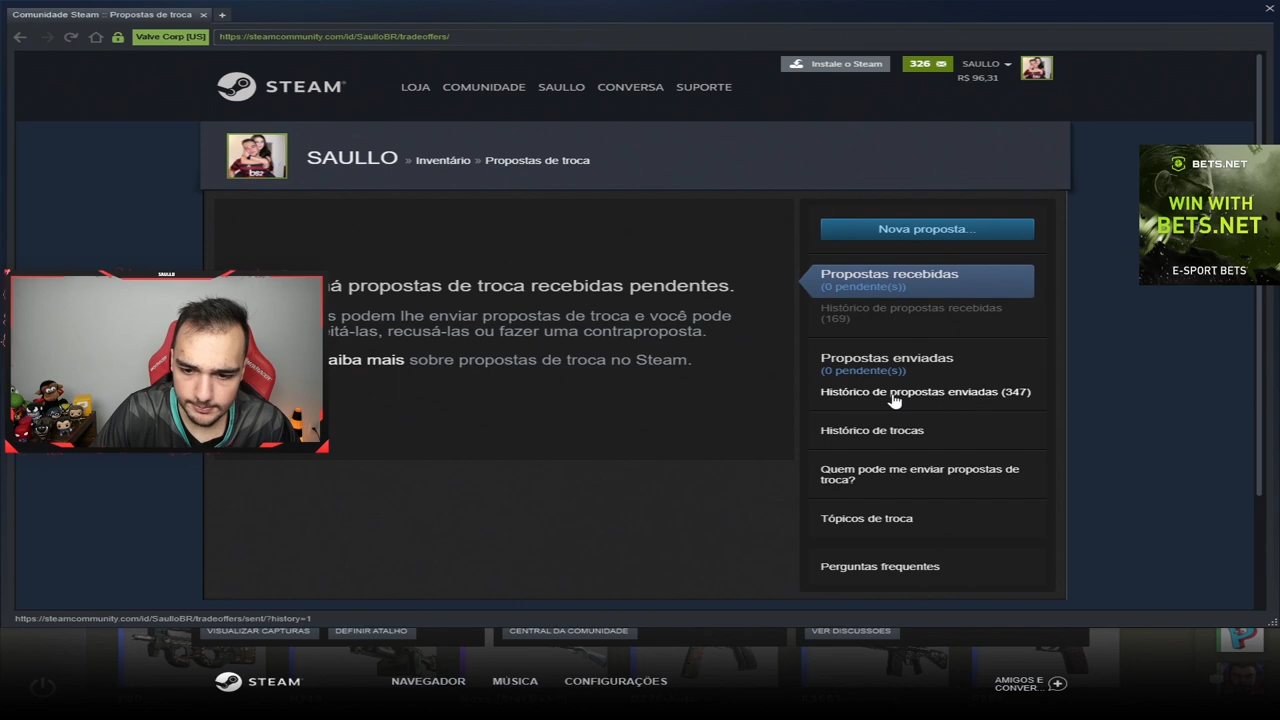 Comunidade Steam :: Propostas de troca × +
Valve Corp [US] https://steamcommunity.com/id/SaulloBR/tradeoffers/
STEAM®
LOJA COMUNIDADE SAULLO CONVERSA SUPORTE
Instale o Steam 326 SAULLO
R$ 96,31
SAULLO » Inventário » Propostas de troca
á propostas de troca recebidas pendentes.
s podem lhe enviar propostas de troca e você pode
itá-las, recusá-las ou fazer uma contraproposta.
aiba mais sobre propostas de troca no Steam.
Nova proposta...
Propostas recebidas
(0 pendente(s))
Histórico de propostas recebidas
(169)
Propostas enviadas
(0 pendente(s))
Histórico de propostas enviadas (347)
Histórico de trocas
Quem pode me enviar propostas de
troca?
Tópicos de troca
Perguntas frequentes
BETS.NET
WIN WITH
BETS.NET
E-SPORT BETS
SAULLO
https://steamcommunity.com/id/SaulloBR/tradeoffers/sent/?history=1
VISUALIZAR CAPTURAS DEFINIR ATALHO CENTRAL DA COMUNIDADE VER DISCUSSÕES
STEAM NAVEGADOR MÚSICA CONFIGURAÇÕES
AMIGOS E
CONVER...